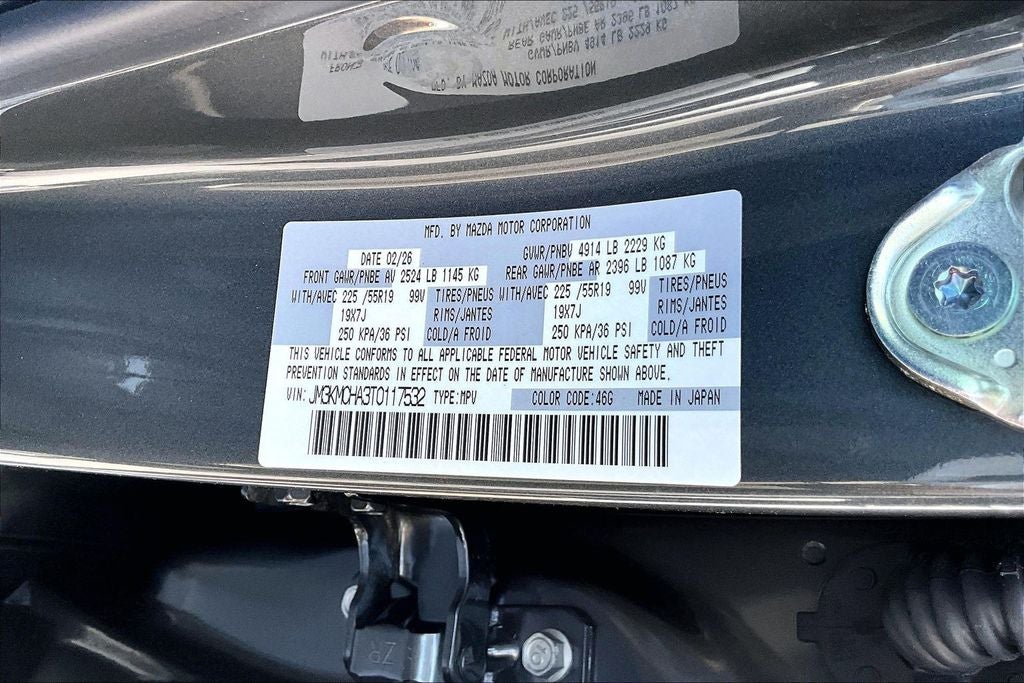 MFD. BY MAZDA MOTOR CORPORATION
DATE 02/26 GVWR/PNBV 4914 LB 2229 KG
FRONT GAWR/PNBE AV 2524 LB 1145 KG REAR GAWR/PNBE AR 2396 LB 1087 KG
WITH/AVEC 225 /55R19 99V TIRES/PNEUS WITH/AVEC 225 /55R19 99V TIRES/PNEUS
19X7J RIMS/JANTES 19X7J RIMS/JANTES
250 KPA/36 PSI COLD/A FROID 250 KPA/36 PSI COLD/A FROID
THIS VEHICLE CONFORMS TO ALL APPLICABLE FEDERAL MOTOR VEHICLE SAFETY AND THEFT
PREVENTION STANDARDS IN EFFECT ON THE DATE OF MANUFACTURE SHOWN ABOVE.
VIN: JM3KMCHA3T0117532 TYPE:MPU COLOR CODE:46G MADE IN JAPAN